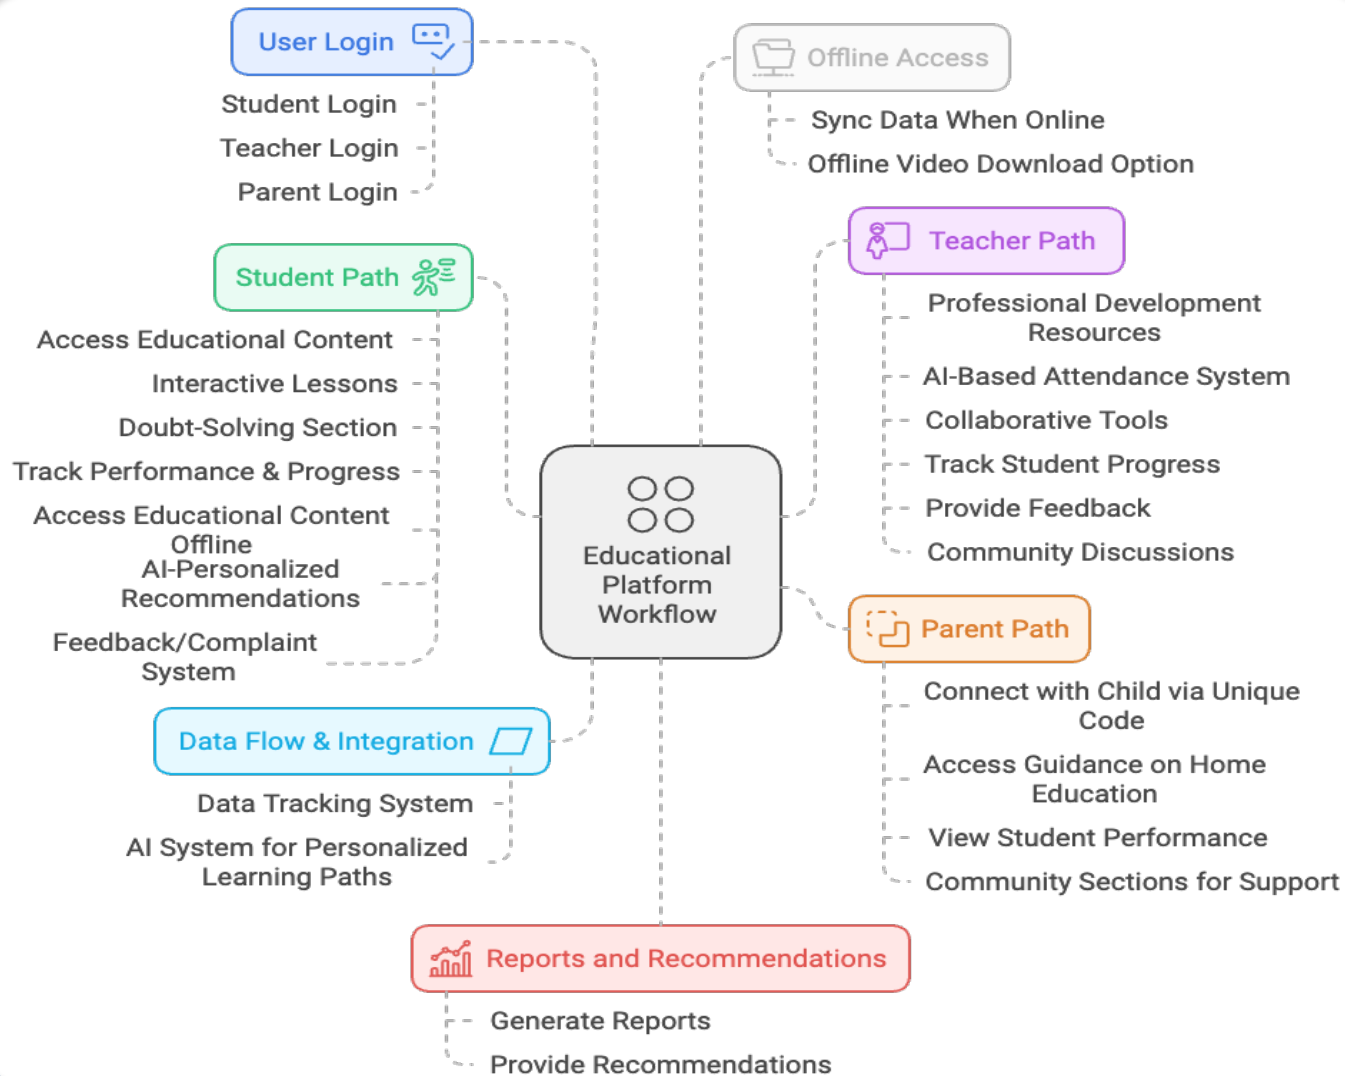 User Login
Student Login
Teacher Login
Parent Login
Offline Access
Sync Data When Online
Offline Video Download Option
Student Path
Access Educational Content
Interactive Lessons
Doubt-Solving Section
Track Performance & Progress
Access Educational Content
Offline
AI-Personalized
Recommendations
Feedback/Complaint
System
Teacher Path
Professional Development
Resources
AI-Based Attendance System
Collaborative Tools
Track Student Progress
Provide Feedback
Community Discussions
Educational
Platform
Workflow
Parent Path
Connect with Child via Unique
Code
Access Guidance on Home
Education
View Student Performance
Community Sections for Support
Data Flow & Integration
Data Tracking System
AI System for Personalized
Learning Paths
Reports and Recommendations
Generate Reports
Provide Recommendations